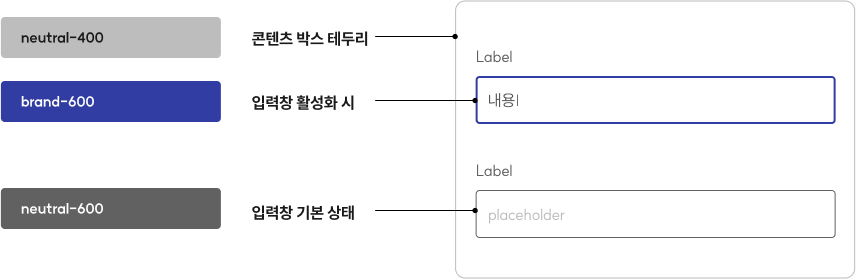 neutral-400
콘텐츠 박스 테두리
Label
brand-600
입력창 활성화 시
내용
Label
neutral-600
입력창 기본 상태
placeholder